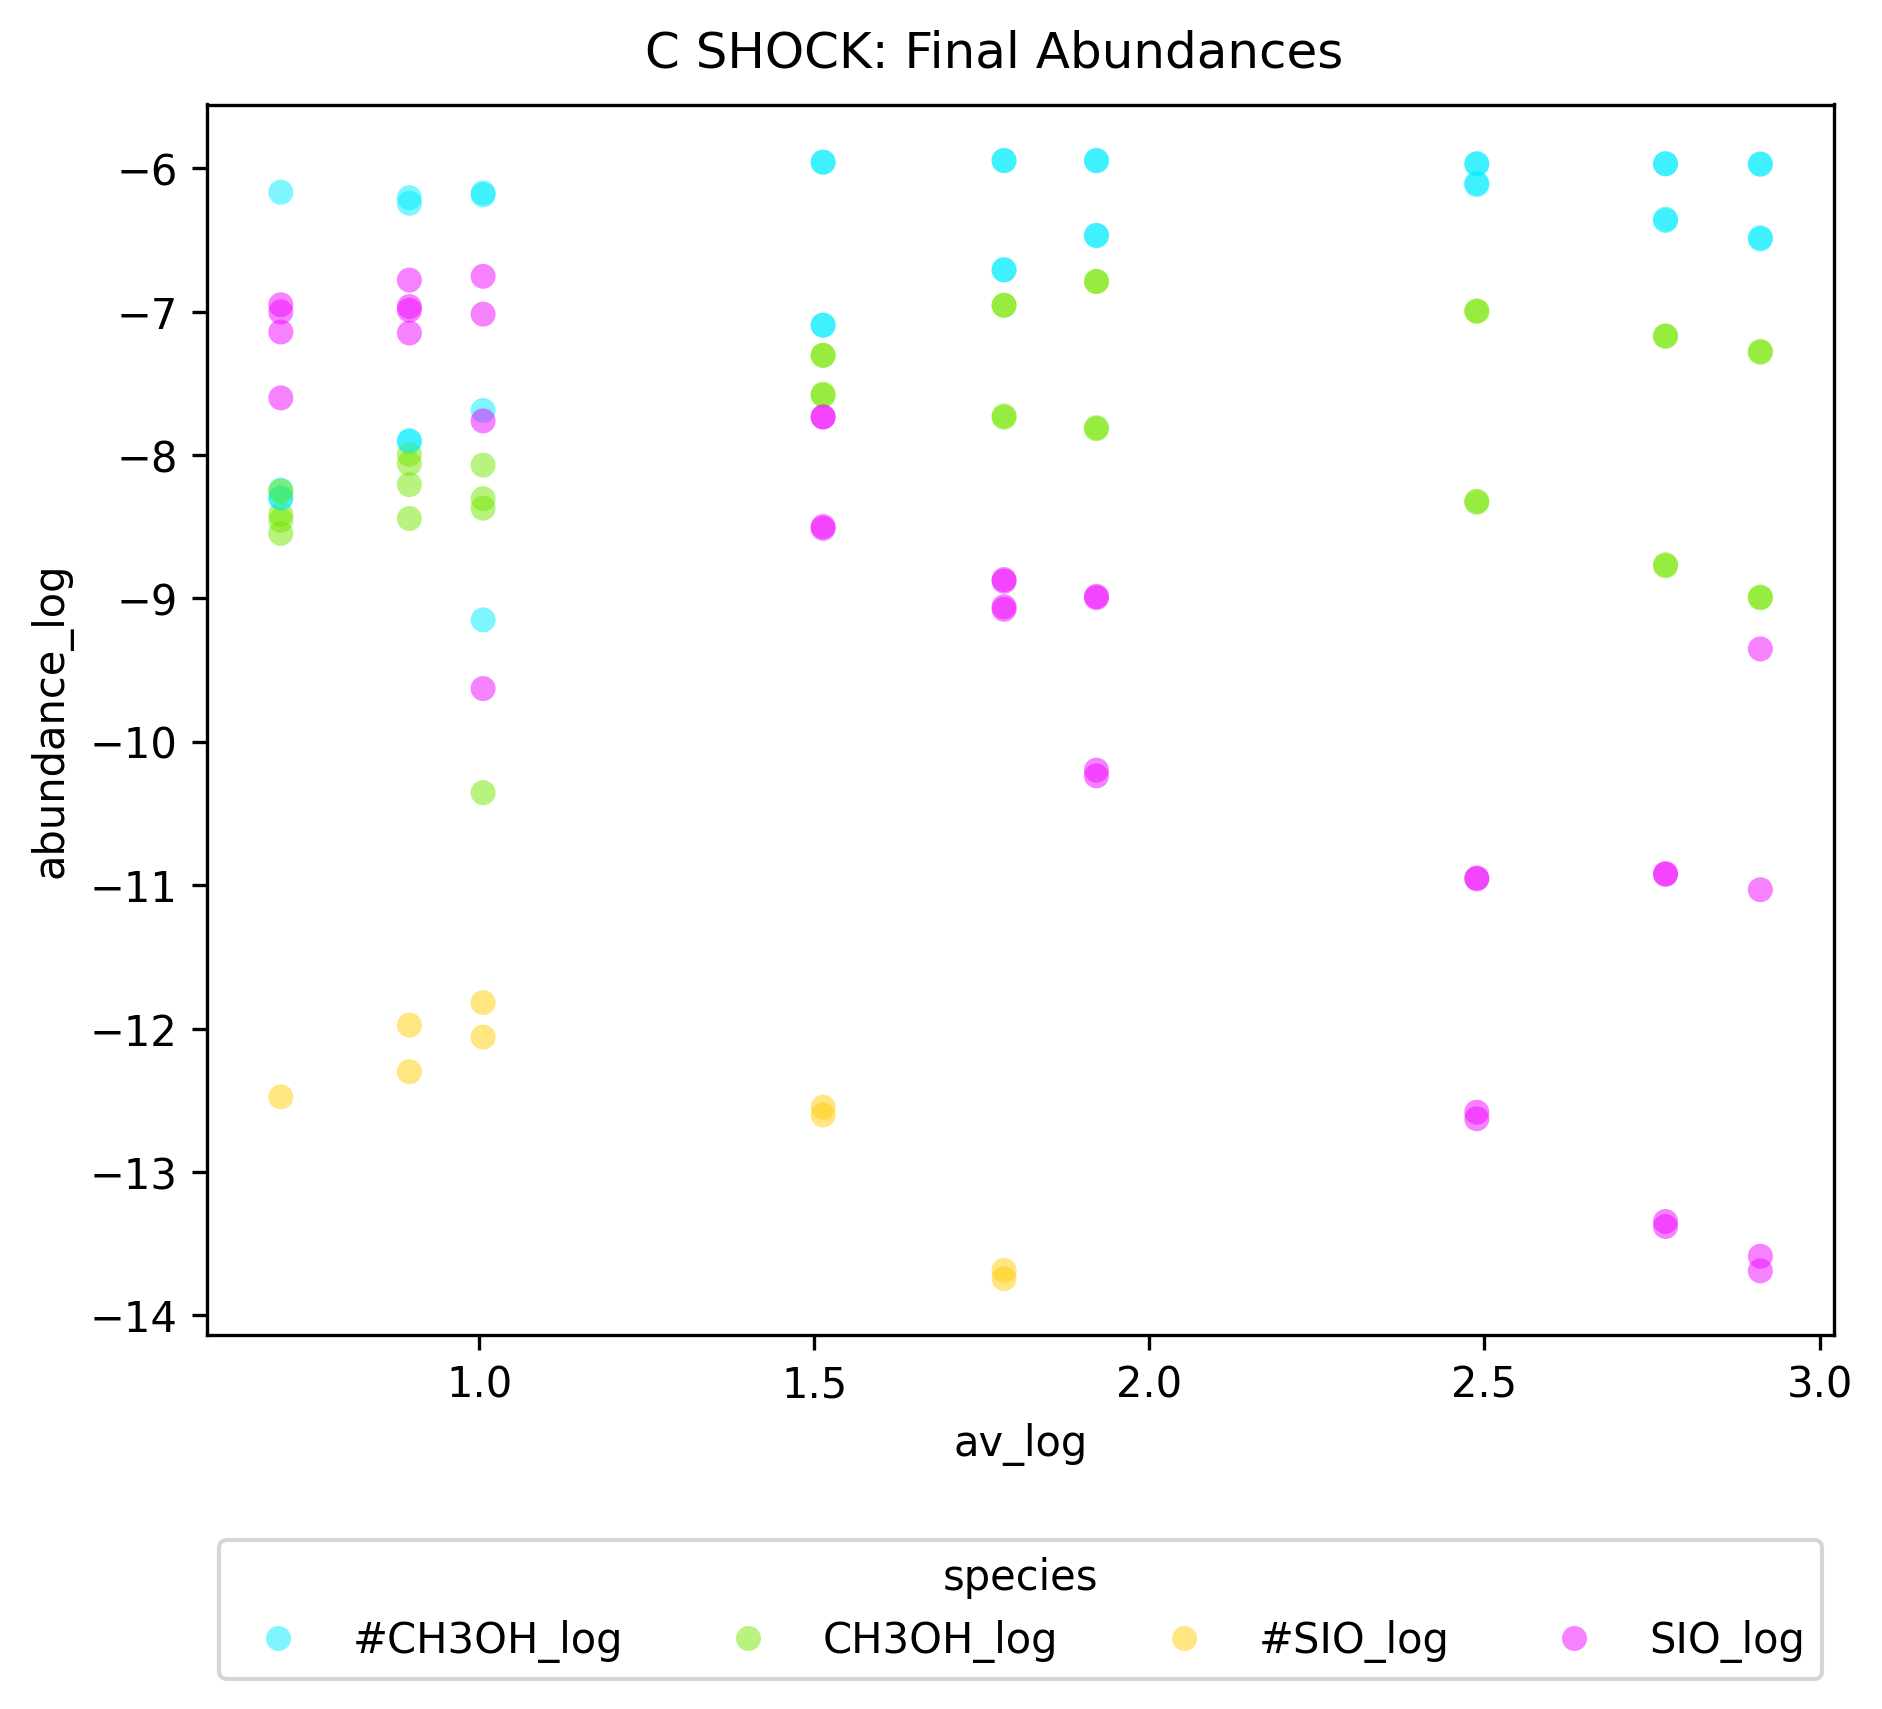 C SHOCK: Final Abundances
−6
−7
−8
−9
−10
−11
−12
−13
−14
abundance_log
1.0 1.5 2.0 2.5 3.0
av_log
species
#CH3OH_log CH3OH_log #SIO_log SIO_log